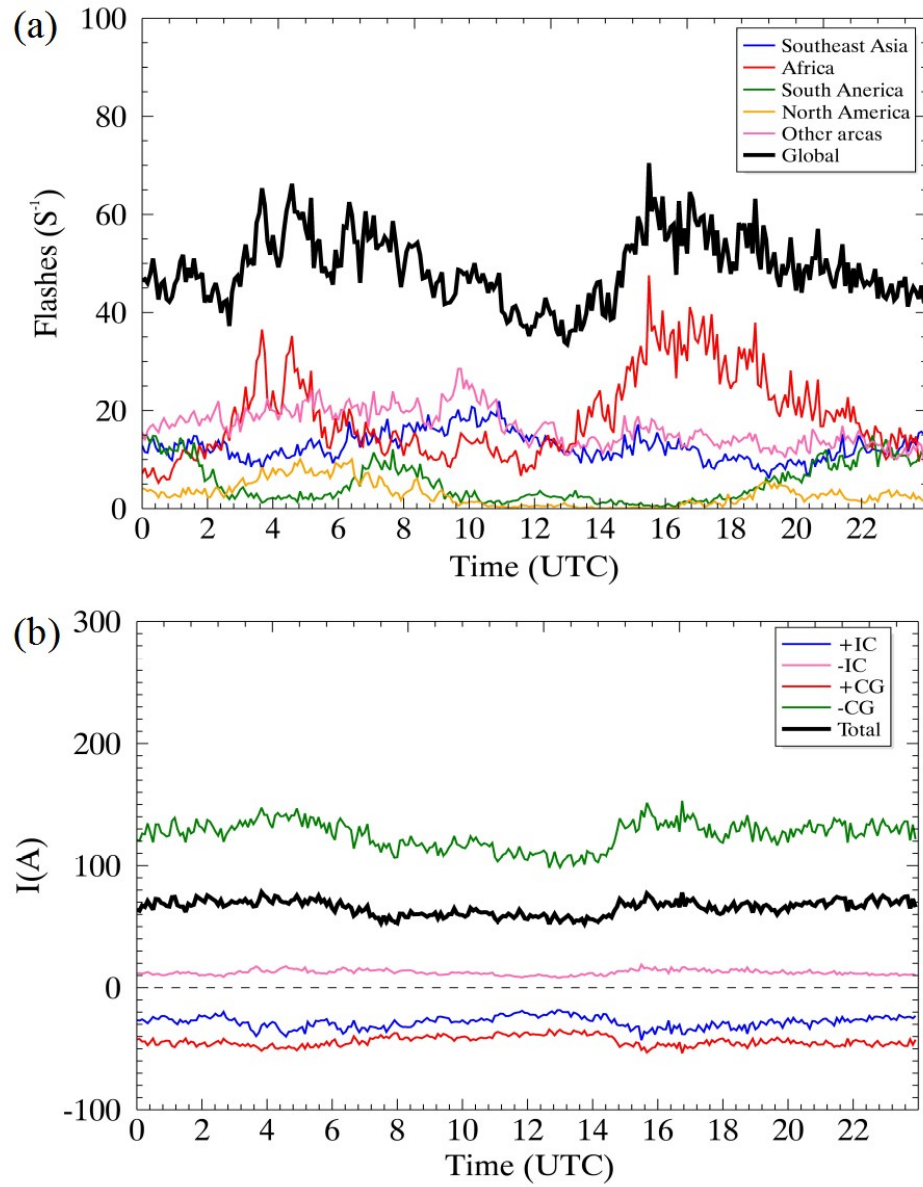 (a)
100
80
60
40
20
0
Flashes (S⁻¹)
Southeast Asia
Africa
South Anerica
North America
Other areas
Global
0 2 4 6 8 10 12 14 16 18 20 22
Time (UTC)
(b)
300
200
100
0
-100
I(A)
+IC
-IC
+CG
-CG
Total
0 2 4 6 8 10 12 14 16 18 20 22
Time (UTC)